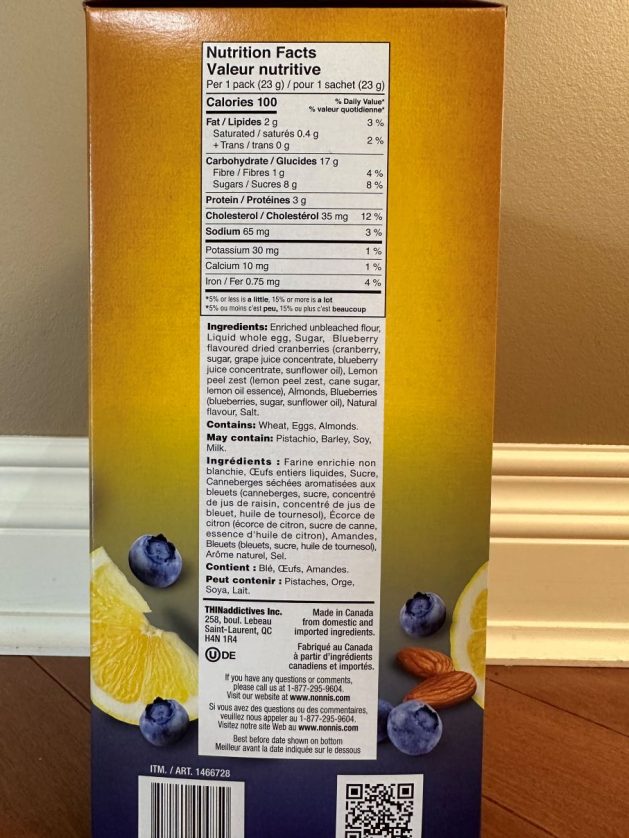 Nutrition Facts
Valeur nutritive
Per 1 pack (23 g) / pour 1 sachet (23 g)
Calories 100 % Daily Value*
% valeur quotidienne*
Fat / Lipides 2 g 3 %
Saturated / saturés 0.4 g
+ Trans / trans 0 g 2 %
Carbohydrate / Glucides 17 g
Fibre / Fibres 1 g 4 %
Sugars / Sucres 8 g 8 %
Protein / Protéines 3 g
Cholesterol / Cholestérol 35 mg 12 %
Sodium 65 mg 3 %
Potassium 30 mg 1 %
Calcium 10 mg 1 %
Iron / Fer 0.75 mg 4 %
*5% or less is a little, 15% or more is a lot
*5% ou moins c'est peu, 15% ou plus c'est beaucoup
Ingredients: Enriched unbleached flour,
Liquid whole egg, Sugar, Blueberry
flavoured dried cranberries (cranberry,
sugar, grape juice concentrate, blueberry
juice concentrate, sunflower oil), Lemon
peel zest (lemon peel zest, cane sugar,
lemon oil essence), Almonds, Blueberries
(blueberries, sugar, sunflower oil), Natural
flavour, Salt.
Contains: Wheat, Eggs, Almonds.
May contain: Pistachio, Barley, Soy,
Milk.
Ingrédients : Farine enrichie non
blanchie, Œufs entiers liquides, Sucre,
Canneberges séchées aromatisées aux
bleuets (canneberges, sucre, concentré
de jus de raisin, concentré de jus de
bleuet, huile de tournesol), Écorce de
citron (écorce de citron, sucre de canne,
essence d'huile de citron), Amandes,
Bleuets (bleuets, sucre, huile de tournesol),
Arôme naturel, Sel.
Contient : Blé, Œufs, Amandes.
Peut contenir : Pistaches, Orge,
Soya, Lait.
THINaddictives Inc.
258, boul. Lebeau
Saint-Laurent, QC
H4N 1R4
U DE
Made in Canada
from domestic and
imported ingredients.
Fabriqué au Canada
à partir d'ingrédients
canadiens et importés.
If you have any questions or comments,
please call us at 1-877-295-9604.
Visit our website at www.nonnis.com
Si vous avez des questions ou des commentaires,
veuillez nous appeler au 1-877-295-9604.
Visitez notre site Web au www.nonnis.com
Best before date shown on bottom
Meilleur avant la date indiquée sur le dessous
ITM. / ART. 1466728